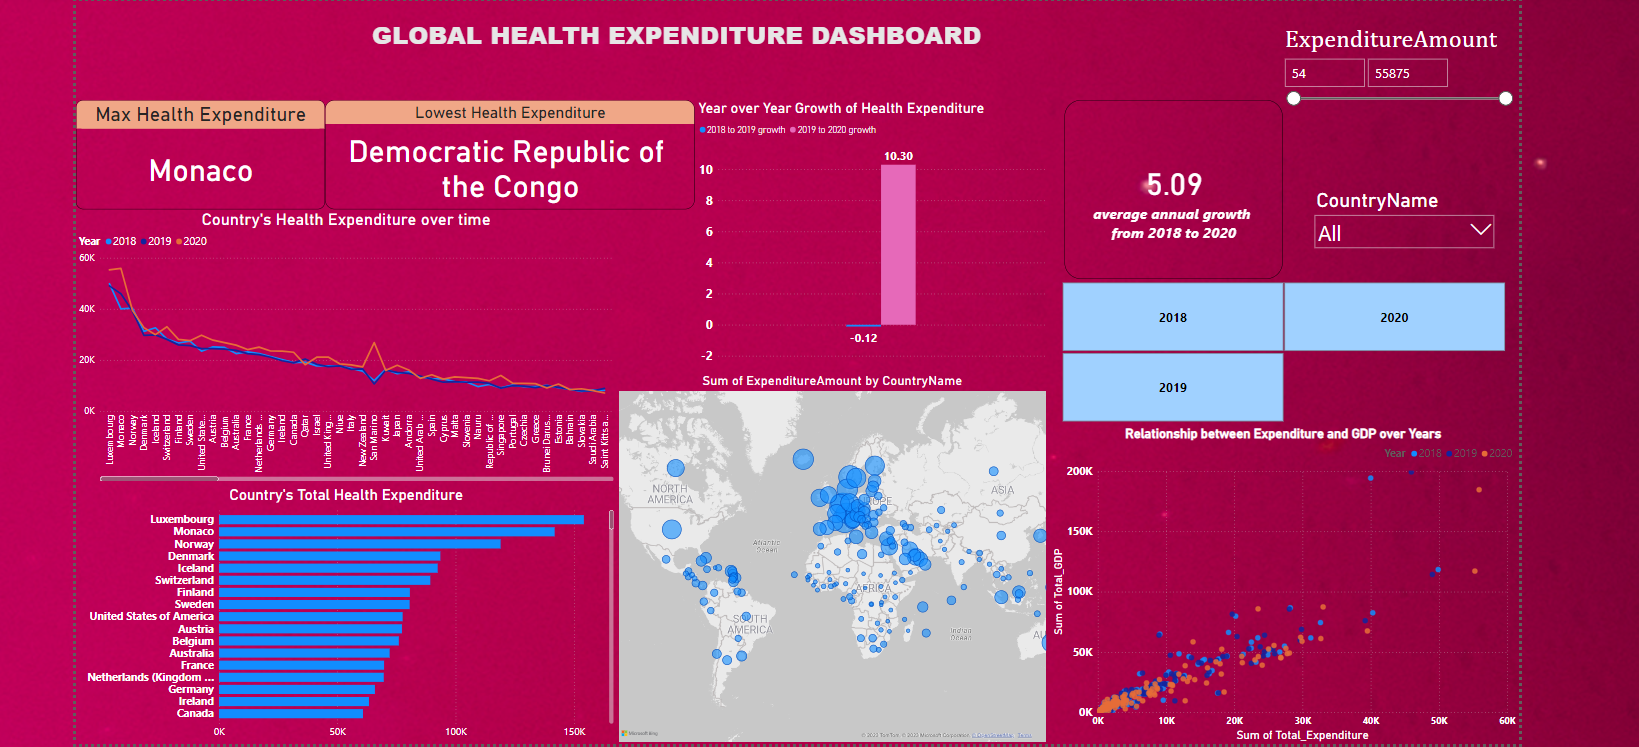 GLOBAL HEALTH EXPENDITURE DASHBOARD
ExpenditureAmount
54
55875
Max Health Expenditure
Monaco
Lowest Health Expenditure
Democratic Republic of
the Congo
Year over Year Growth of Health Expenditure
2018 to 2019 growth
2019 to 2020 growth
10.30
10
8
6
4
2
0
-0.12
-2
5.09
average annual growth
from 2018 to 2020
CountryName
All
2018
2020
2019
Country's Health Expenditure over time
Year 2018 2019 2020
60K
40K
20K
0K
Luxembourg
Monaco
Norway
Denmark
Iceland
Switzerland
Finland
Sweden
United State...
Austria
Belgium
Australia
France
Netherlands ...
Germany
Ireland
Canada
Qatar
Israel
United King...
Niue
Italy
New Zealand
San Marino
Kuwait
Japan
Andorra
United Arab ...
Spain
Cyprus
Malta
Slovenia
Nauru
Republic of ...
Singapore
Portugal
Czechia
Greece
Brunei Darus...
Estonia
Bahrain
Slovakia
Saudi Arabia
Saint Kitts a...
Country's Total Health Expenditure
Luxembourg
Monaco
Norway
Denmark
Iceland
Switzerland
Finland
Sweden
United States of America
Austria
Belgium
Australia
France
Netherlands (Kingdom ...
Germany
Ireland
Canada
0K
50K
100K
150K
Sum of ExpenditureAmount by CountryName
NORTH
AMERICA
ASIA
Atlantic
Ocean
AFRICA
SOUTH
AMERICA
Indian
Ocean
AU
Microsoft Bing
Relationship between Expenditure and GDP over Years
Year 2018 2019 2020
Sum of Total_GDP
200K
150K
100K
50K
0K
0K
10K
20K
30K
40K
50K
60K
Sum of Total_Expenditure